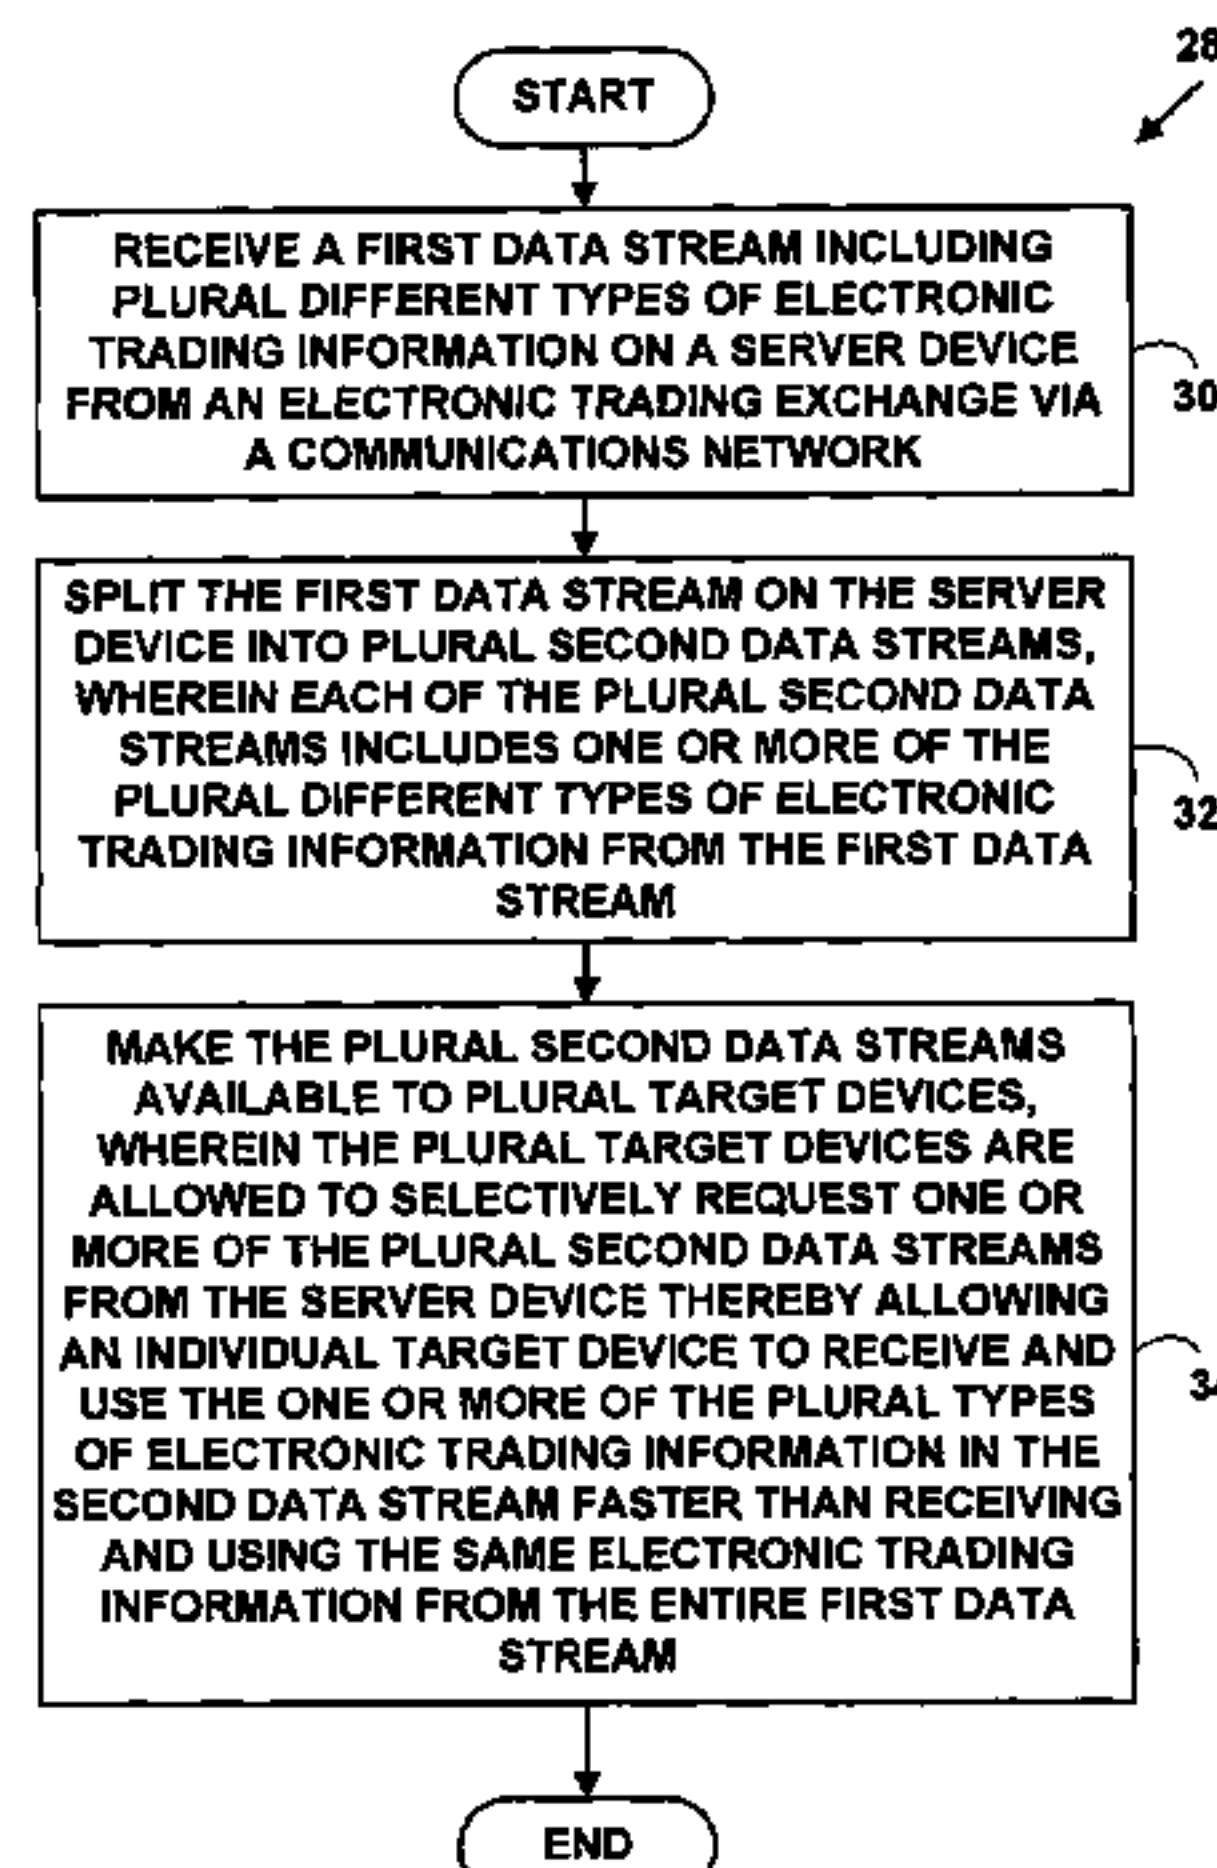 28
START
RECEIVE A FIRST DATA STREAM INCLUDING
PLURAL DIFFERENT TYPES OF ELECTRONIC
TRADING INFORMATION ON A SERVER DEVICE
FROM AN ELECTRONIC TRADING EXCHANGE VIA
A COMMUNICATIONS NETWORK
30
SPLIT THE FIRST DATA STREAM ON THE SERVER
DEVICE INTO PLURAL SECOND DATA STREAMS,
WHEREIN EACH OF THE PLURAL SECOND DATA
STREAMS INCLUDES ONE OR MORE OF THE
PLURAL DIFFERENT TYPES OF ELECTRONIC
TRADING INFORMATION FROM THE FIRST DATA
STREAM
32
MAKE THE PLURAL SECOND DATA STREAMS
AVAILABLE TO PLURAL TARGET DEVICES,
WHEREIN THE PLURAL TARGET DEVICES ARE
ALLOWED TO SELECTIVELY REQUEST ONE OR
MORE OF THE PLURAL SECOND DATA STREAMS
FROM THE SERVER DEVICE THEREBY ALLOWING
AN INDIVIDUAL TARGET DEVICE TO RECEIVE AND
USE THE ONE OR MORE OF THE PLURAL TYPES
OF ELECTRONIC TRADING INFORMATION IN THE
SECOND DATA STREAM FASTER THAN RECEIVING
AND USING THE SAME ELECTRONIC TRADING
INFORMATION FROM THE ENTIRE FIRST DATA
STREAM
34
END